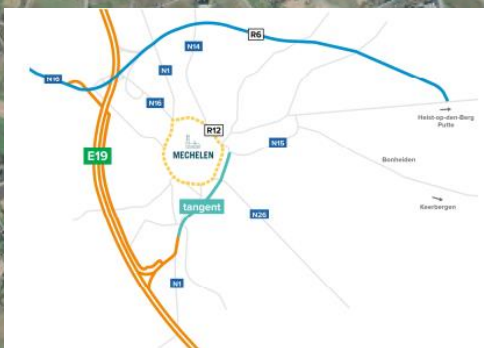 N14
R6
N1
N16
N16
R12
MECHELEN
E19
N15
Heist-op-den-Berg
Putte
Bonheiden
Keerbergen
tangent
N26
N1